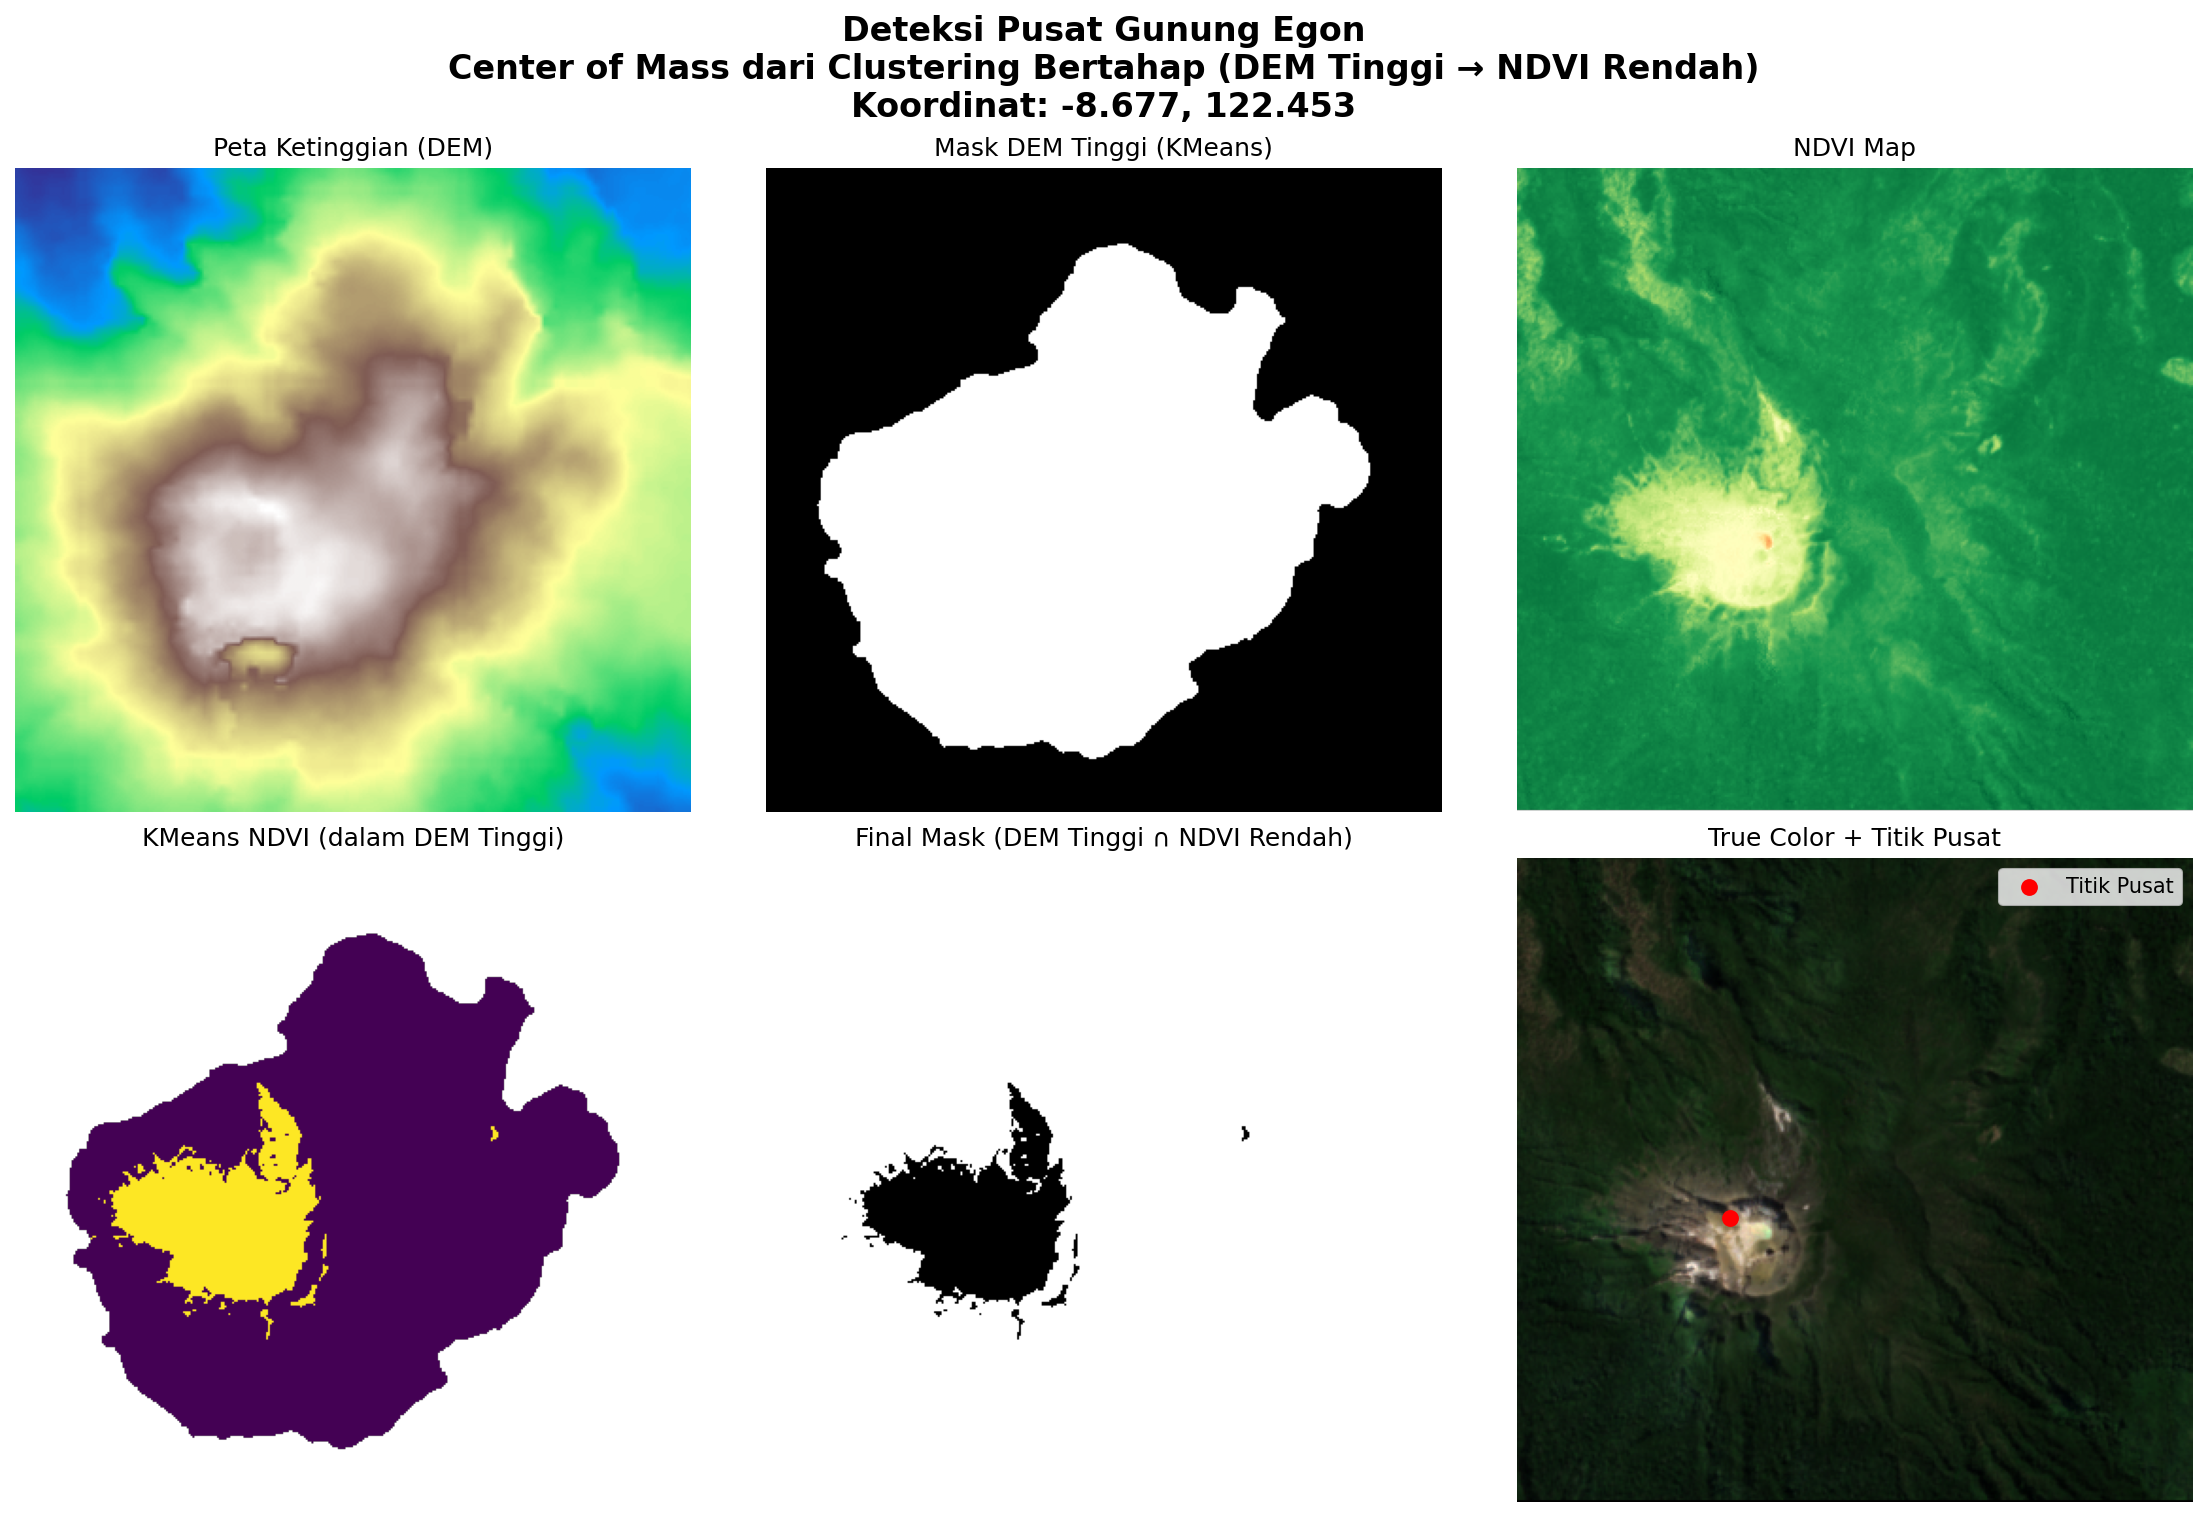 Deteksi Pusat Gunung Egon
Center of Mass dari Clustering Bertahap (DEM Tinggi → NDVI Rendah)
Koordinat: -8.677, 122.453
Peta Ketinggian (DEM)
Mask DEM Tinggi (KMeans)
NDVI Map
KMeans NDVI (dalam DEM Tinggi)
Final Mask (DEM Tinggi ∩ NDVI Rendah)
True Color + Titik Pusat
Titik Pusat